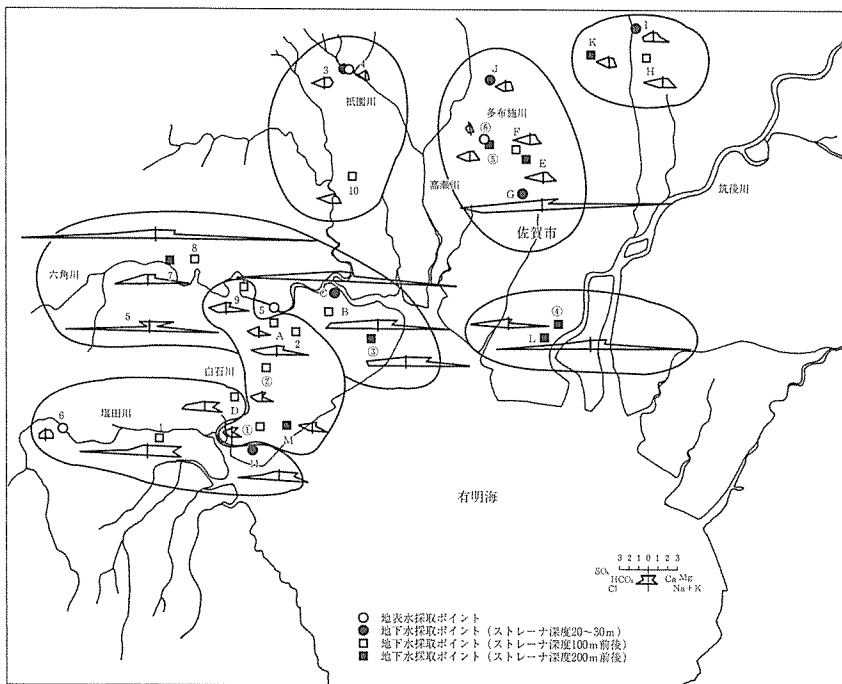 I
K
H
3
4
祇園川
J
多布施川
⑥
F
⑤
E
10
嘉瀬川
G
筑後川
佐賀市
8
六角川
7
9
C
5
5
B
A
2
③
④
L
白石川
②
D
塩田川
6
1
①
M
有明海
3 2 1 0 1 2 3
SO₄
HCO₃
Cl
Ca Mg
Na+K
地表水採取ポイント
地下水採取ポイント(ストレーナ深度20~30m)
地下水採取ポイント(ストレーナ深度100m前後)
地下水採取ポイント(ストレーナ深度200m前後)